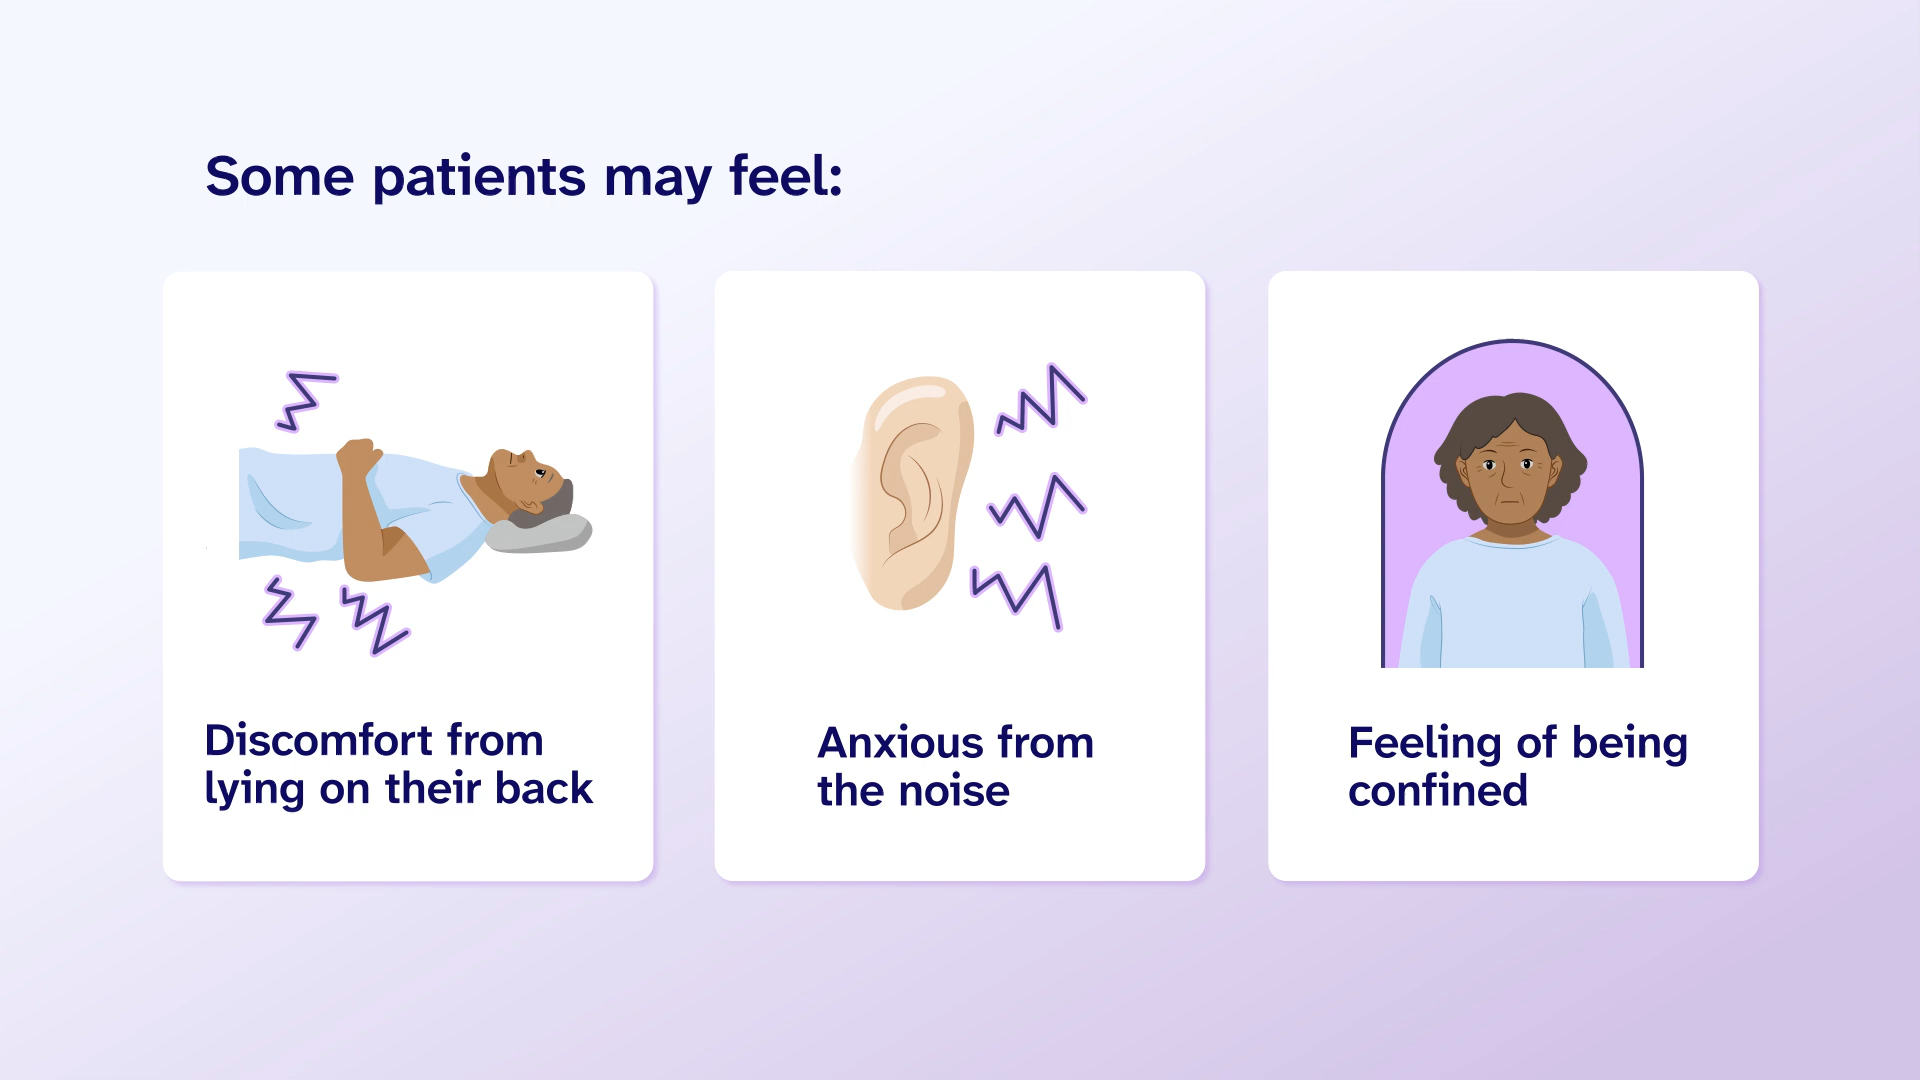 Some patients may feel:
Discomfort from
lying on their back
Anxious from
the noise
Feeling of being
confined